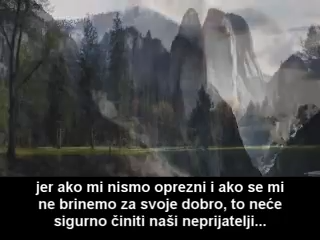 jer ako mi nismo oprezni i ako se mi
ne brinemo za svoje dobro, to neće
sigurno činiti naši neprijatelji...